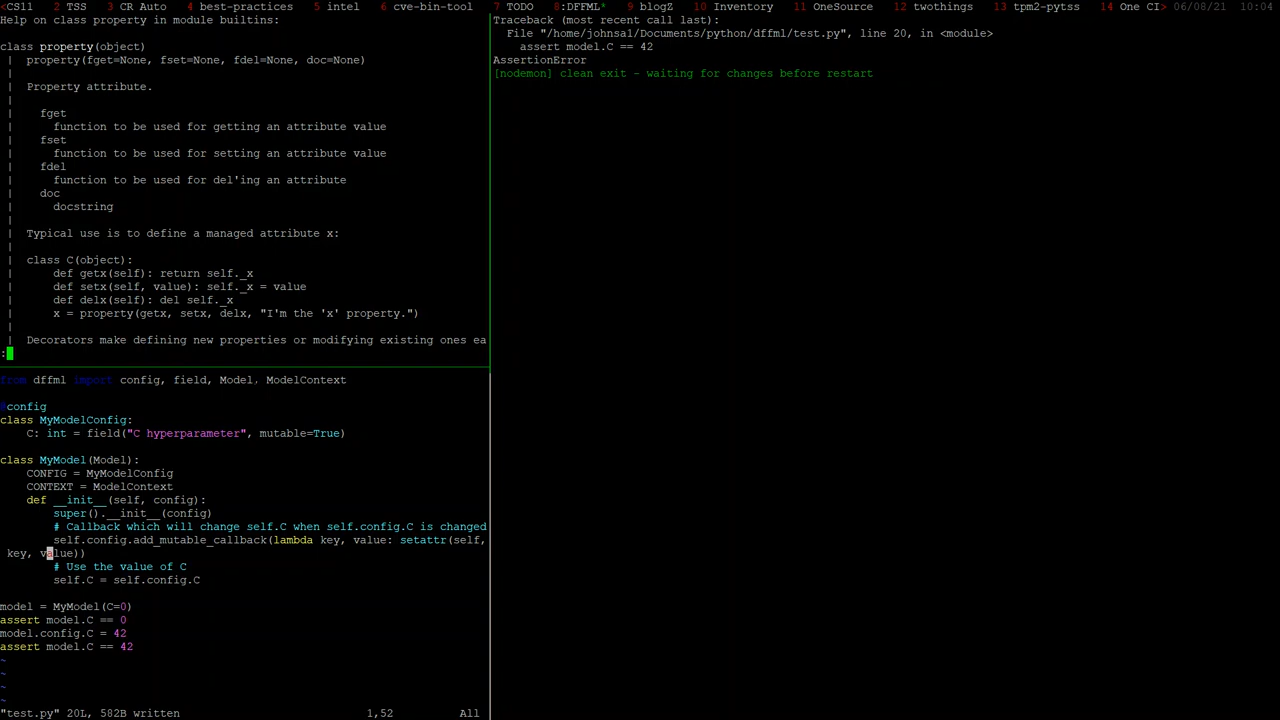 <CS11 2 TSS 3 CR Auto 4 best-practices 5 intel 6 cve-bin-tool 7 TODO 8:DFFML* 9 blogZ 10 Inventory 11 OneSource 12 twothings 13 tpm2-pytss 14 One CI> 06/08/21 10:04
Help on class property in module builtins:

class property(object)
 |  property(fget=None, fset=None, fdel=None, doc=None)
 |
 |  Property attribute.
 |
 |    fget
 |      function to be used for getting an attribute value
 |    fset
 |      function to be used for setting an attribute value
 |    fdel
 |      function to be used for del'ing an attribute
 |    doc
 |      docstring
 |
 |  Typical use is to define a managed attribute x:
 |
 |  class C(object):
 |      def getx(self): return self._x
 |      def setx(self, value): self._x = value
 |      def delx(self): del self._x
 |      x = property(getx, setx, delx, "I'm the 'x' property.")
 |
 |  Decorators make defining new properties or modifying existing ones ea
:
from dffml import config, field, Model, ModelContext

@config
class MyModelConfig:
    C: int = field("C hyperparameter", mutable=True)

class MyModel(Model):
    CONFIG = MyModelConfig
    CONTEXT = ModelContext
    def __init__(self, config):
        super().__init__(config)
        # Callback which will change self.C when self.config.C is changed
        self.config.add_mutable_callback(lambda key, value: setattr(self,
 key, value))
        # Use the value of C
        self.C = self.config.C

model = MyModel(C=0)
assert model.C == 0
model.config.C = 42
assert model.C == 42
~
~
~
~
"test.py" 20L, 582B written 1,52 All
Traceback (most recent call last):
  File "/home/johnsa1/Documents/python/dffml/test.py", line 20, in <module>
    assert model.C == 42
AssertionError
[nodemon] clean exit - waiting for changes before restart